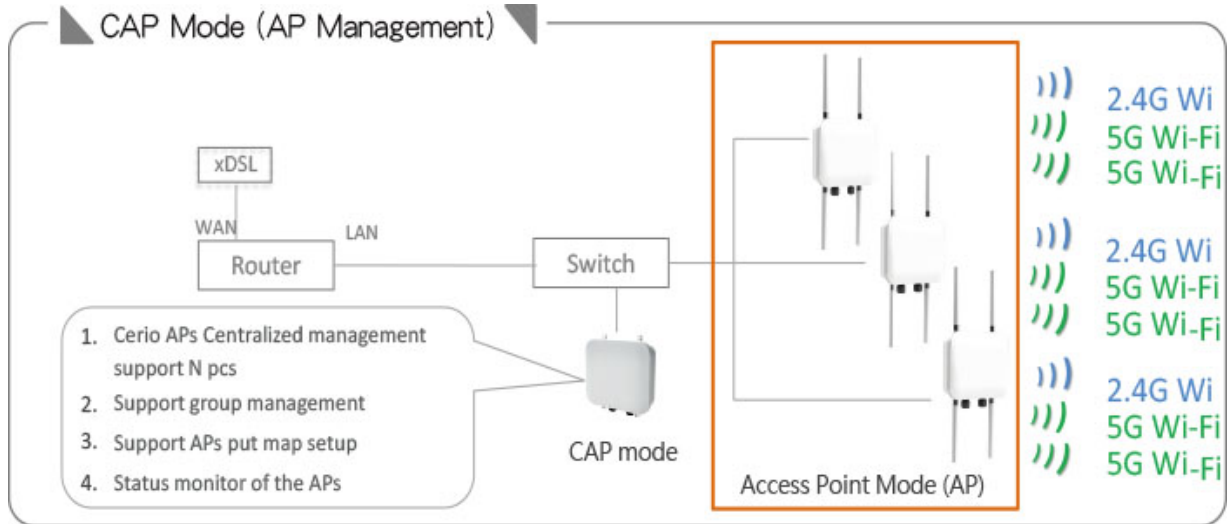 CAP Mode (AP Management)
xDSL
WAN
LAN
Router
Switch
1. Cerio APs Centralized management
support N pcs
2. Support group management
3. Support APs put map setup
4. Status monitor of the APs
CAP mode
Access Point Mode (AP)
2.4G Wi
5G Wi-Fi
5G Wi-Fi
2.4G Wi
5G Wi-Fi
5G Wi-Fi
2.4G Wi
5G Wi-Fi
5G Wi-Fi